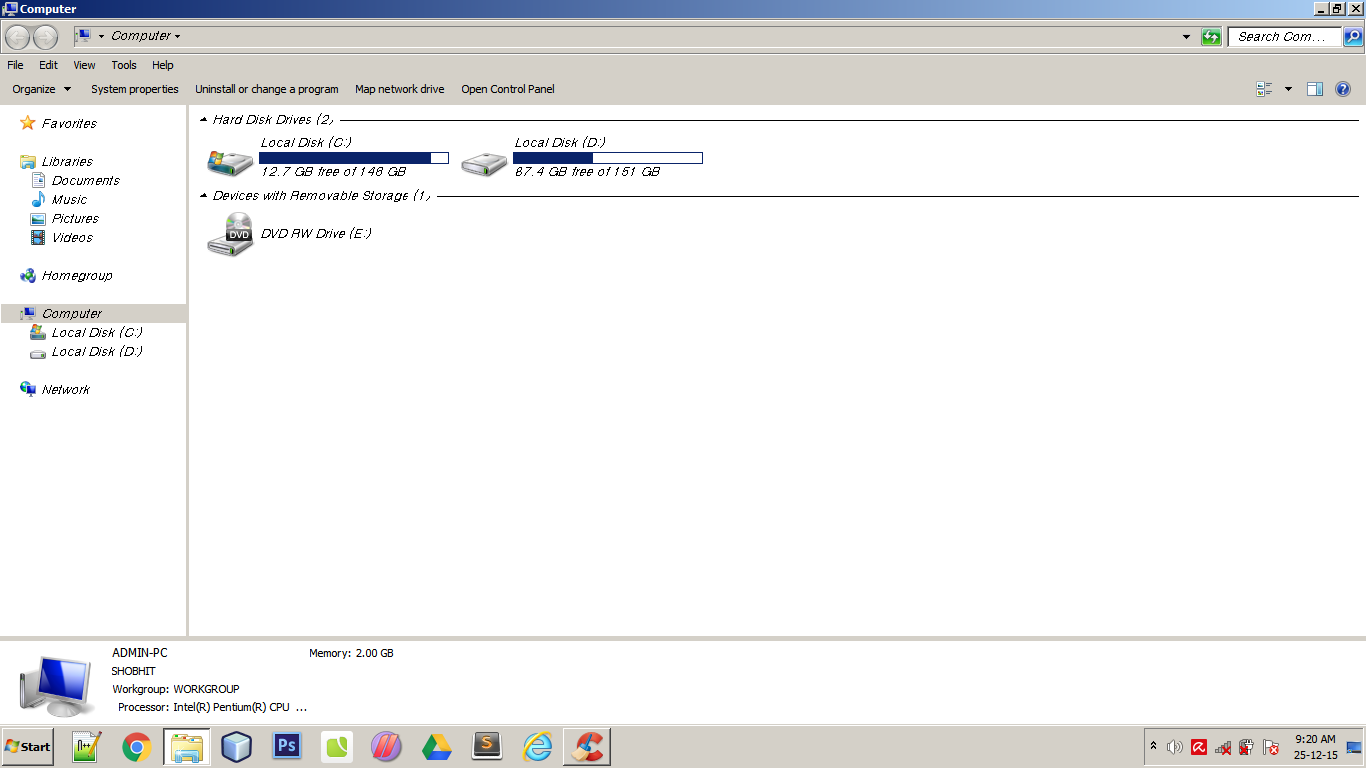 Computer
Computer
Search Com...
File Edit View Tools Help
Organize System properties Uninstall or change a program Map network drive Open Control Panel
Favorites
Libraries
Documents
Music
Pictures
Videos
Homegroup
Computer
Local Disk (C:)
Local Disk (D:)
Network
Hard Disk Drives (2)
Local Disk (C:)
12.7 GB free of 146 GB
Local Disk (D:)
87.4 GB free of 151 GB
Devices with Removable Storage (1)
DVD
DVD RW Drive (E:)
ADMIN-PC
Memory: 2.00 GB
SHOBHIT
Workgroup: WORKGROUP
Processor: Intel(R) Pentium(R) CPU ...
Start
Ps
S
9:20 AM
25-12-15